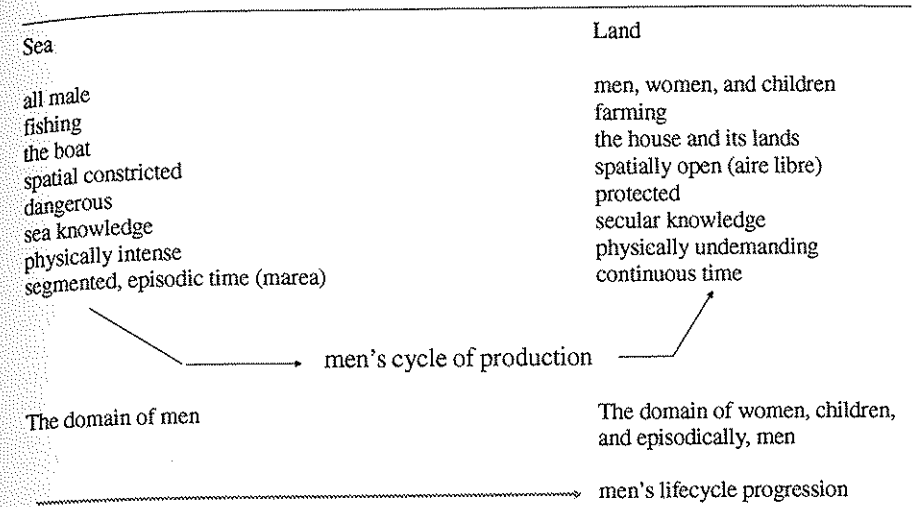 Sea
all male
fishing
the boat
spatial constricted
dangerous
sea knowledge
physically intense
segmented, episodic time (marea)
Land
men, women, and children
farming
the house and its lands
spatially open (aire libre)
protected
secular knowledge
physically undemanding
continuous time
men's cycle of production
The domain of men
The domain of women, children,
and episodically, men
men's lifecycle progression